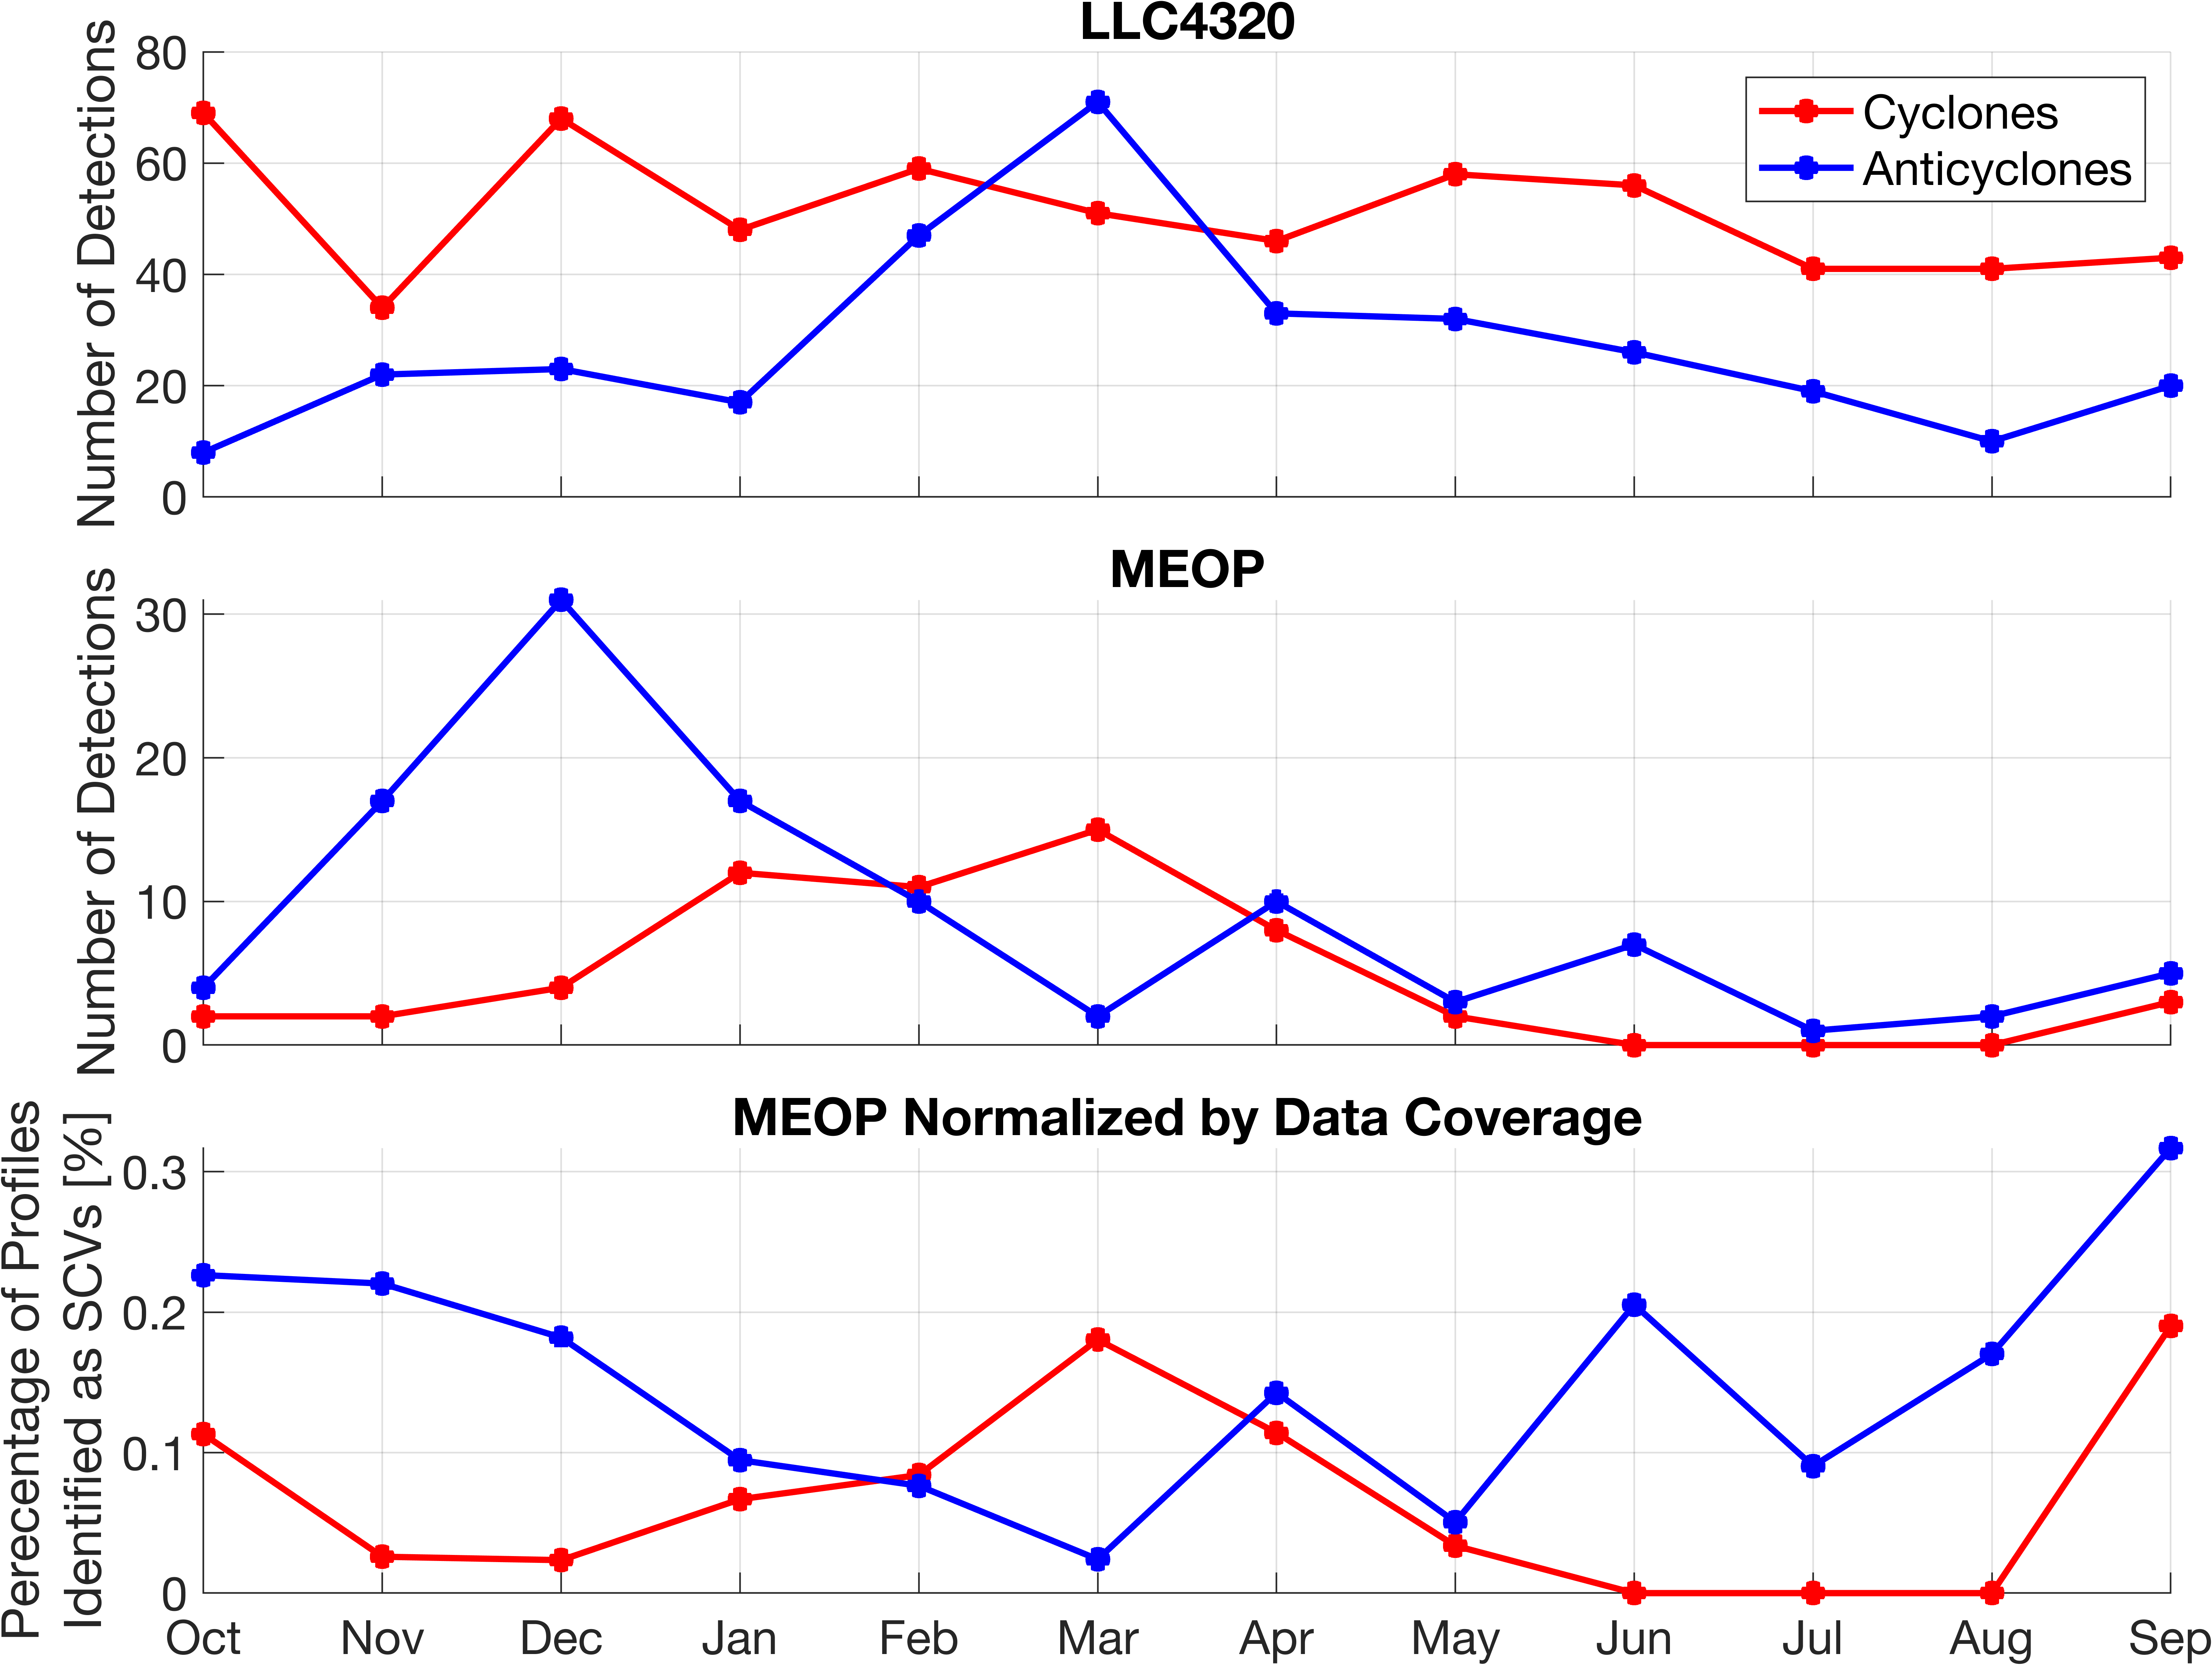 LLC4320
Number of Detections
80
60
40
20
0
Cyclones
Anticyclones
MEOP
Number of Detections
30
20
10
0
MEOP Normalized by Data Coverage
Perecentage of Profiles
Identified as SCVs [%]
0.3
0.2
0.1
0
Oct Nov Dec Jan Feb Mar Apr May Jun Jul Aug Sep